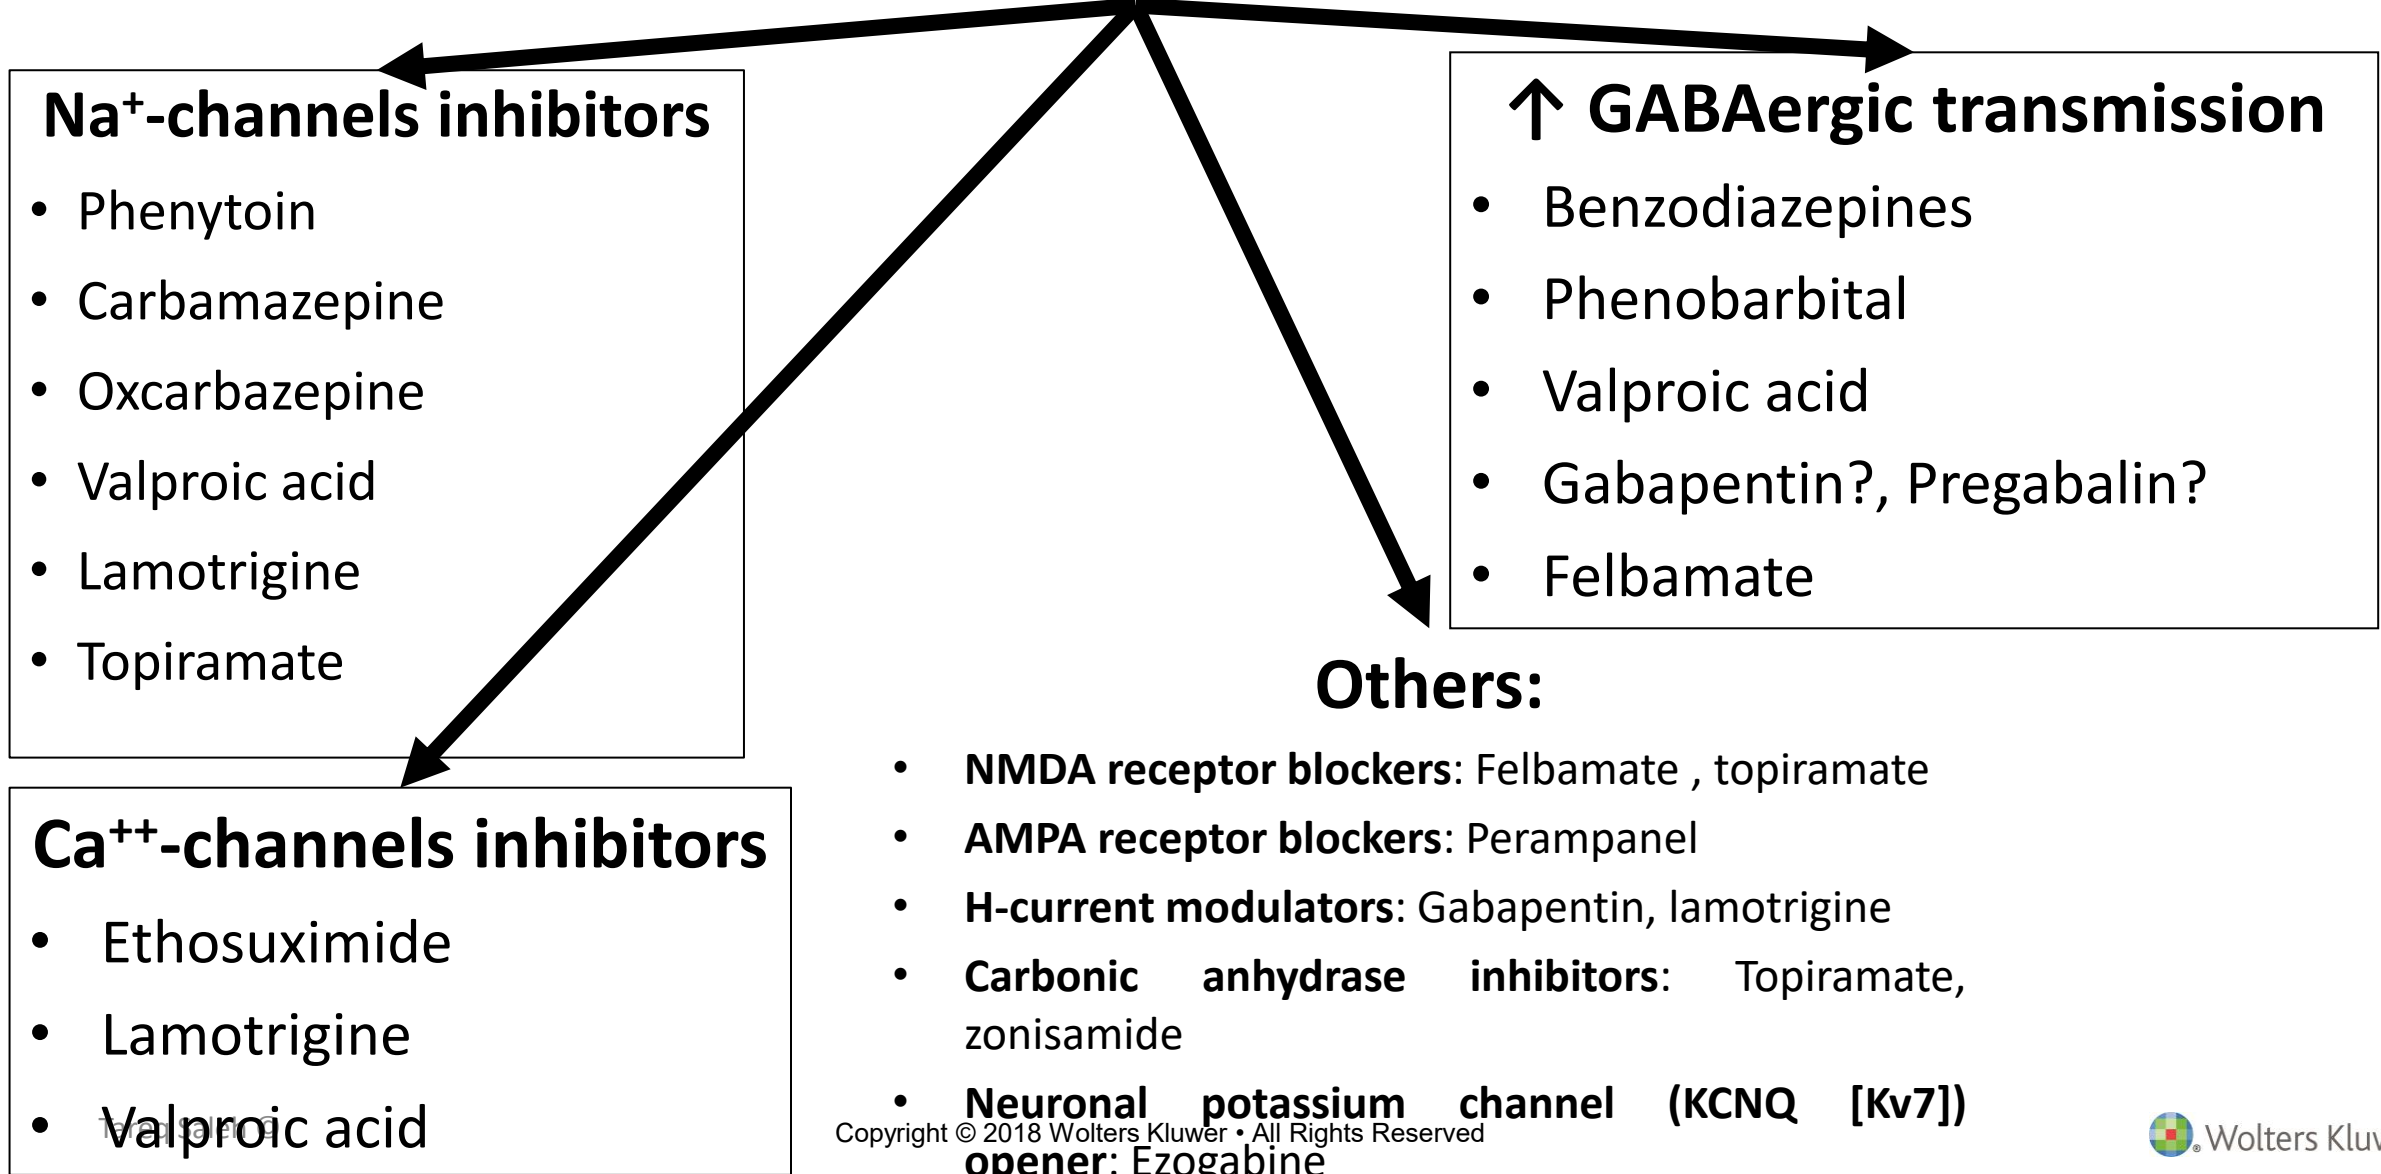 Na⁺-channels inhibitors
• Phenytoin
• Carbamazepine
• Oxcarbazepine
• Valproic acid
• Lamotrigine
• Topiramate
Ca⁺⁺-channels inhibitors
• Ethosuximide
• Lamotrigine
• Valproic acid
↑ GABAergic transmission
• Benzodiazepines
• Phenobarbital
• Valproic acid
• Gabapentin?, Pregabalin?
• Felbamate
Others:
• NMDA receptor blockers: Felbamate , topiramate
• AMPA receptor blockers: Perampanel
• H-current modulators: Gabapentin, lamotrigine
• Carbonic anhydrase inhibitors: Topiramate,
zonisamide
• Neuronal potassium channel (KCNQ [Kv7])
opener: Ezogabine
Tareq Saleh ©
Copyright © 2018 Wolters Kluwer • All Rights Reserved
Wolters